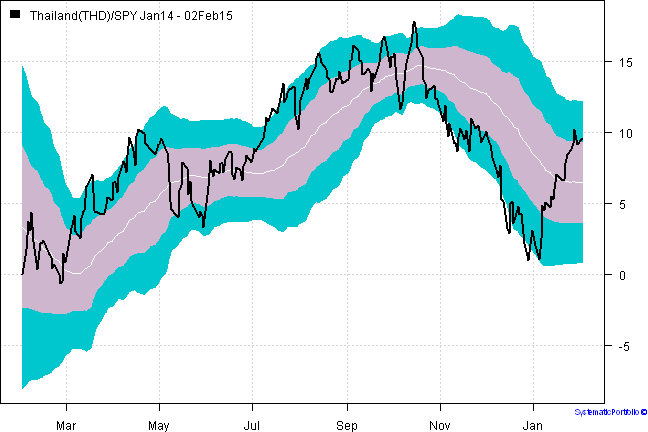 Thailand(THD)/SPY Jan14 - 02Feb15
15
10
5
0
-5
Mar May Jul Sep Nov Jan
SystematicPortfolio ©